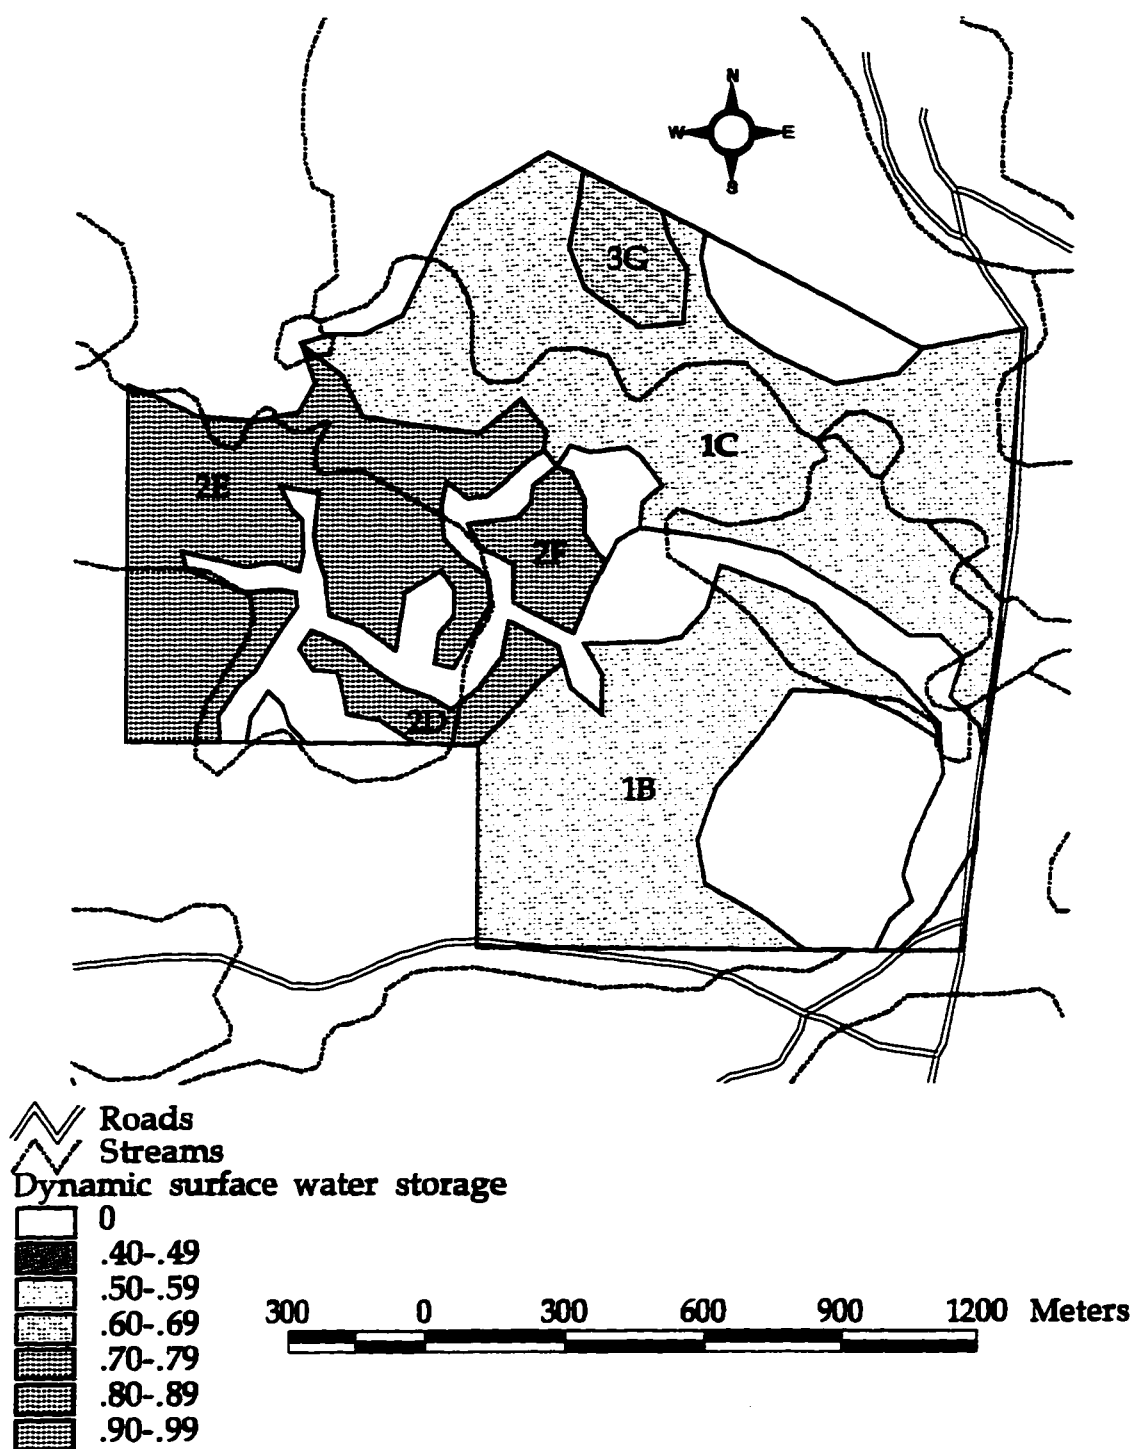 N
W E
S
3G
1C
2E
2F
2D
1B
Roads
Streams
Dynamic surface water storage
0
.40-.49
.50-.59
.60-.69
.70-.79
.80-.89
.90-.99
300 0 300 600 900 1200 Meters